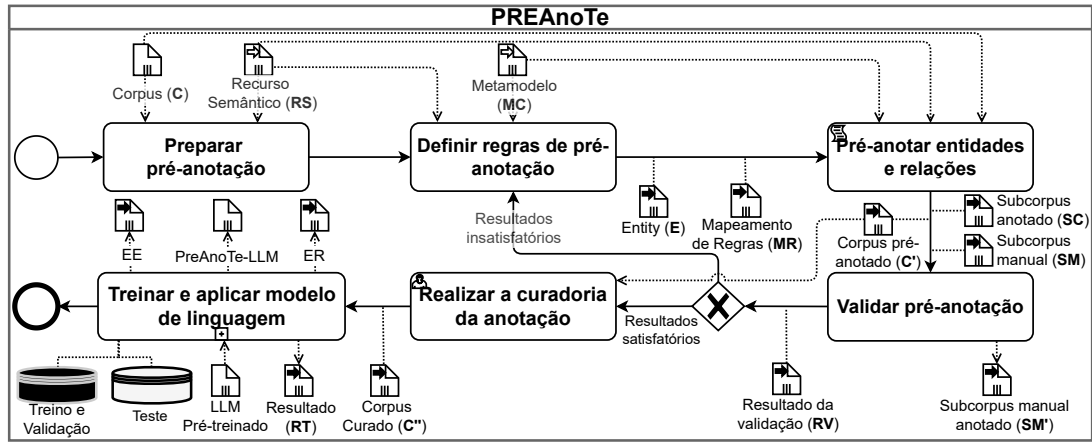 PREAnoTe
Corpus (C)
Recurso
Semântico (RS)
Metamodelo
(MC)
Preparar
pré-anotação
Definir regras de pré-
anotação
Pré-anotar entidades
e relações
EE
PreAnoTe-LLM
ER
Resultados
insatisfatórios
Entity (E)
Mapeamento
de Regras (MR)
Corpus pré-
anotado (C')
Subcorpus
anotado (SC)
Subcorpus
manual (SM)
Treinar e aplicar modelo
de linguagem
Realizar a curadoria
da anotação
Resultados
satisfatórios
Validar pré-anotação
Treino e
Validação
Teste
LLM
Pré-treinado
Resultado
(RT)
Corpus
Curado (C")
Resultado da
validação (RV)
Subcorpus manual
anotado (SM')